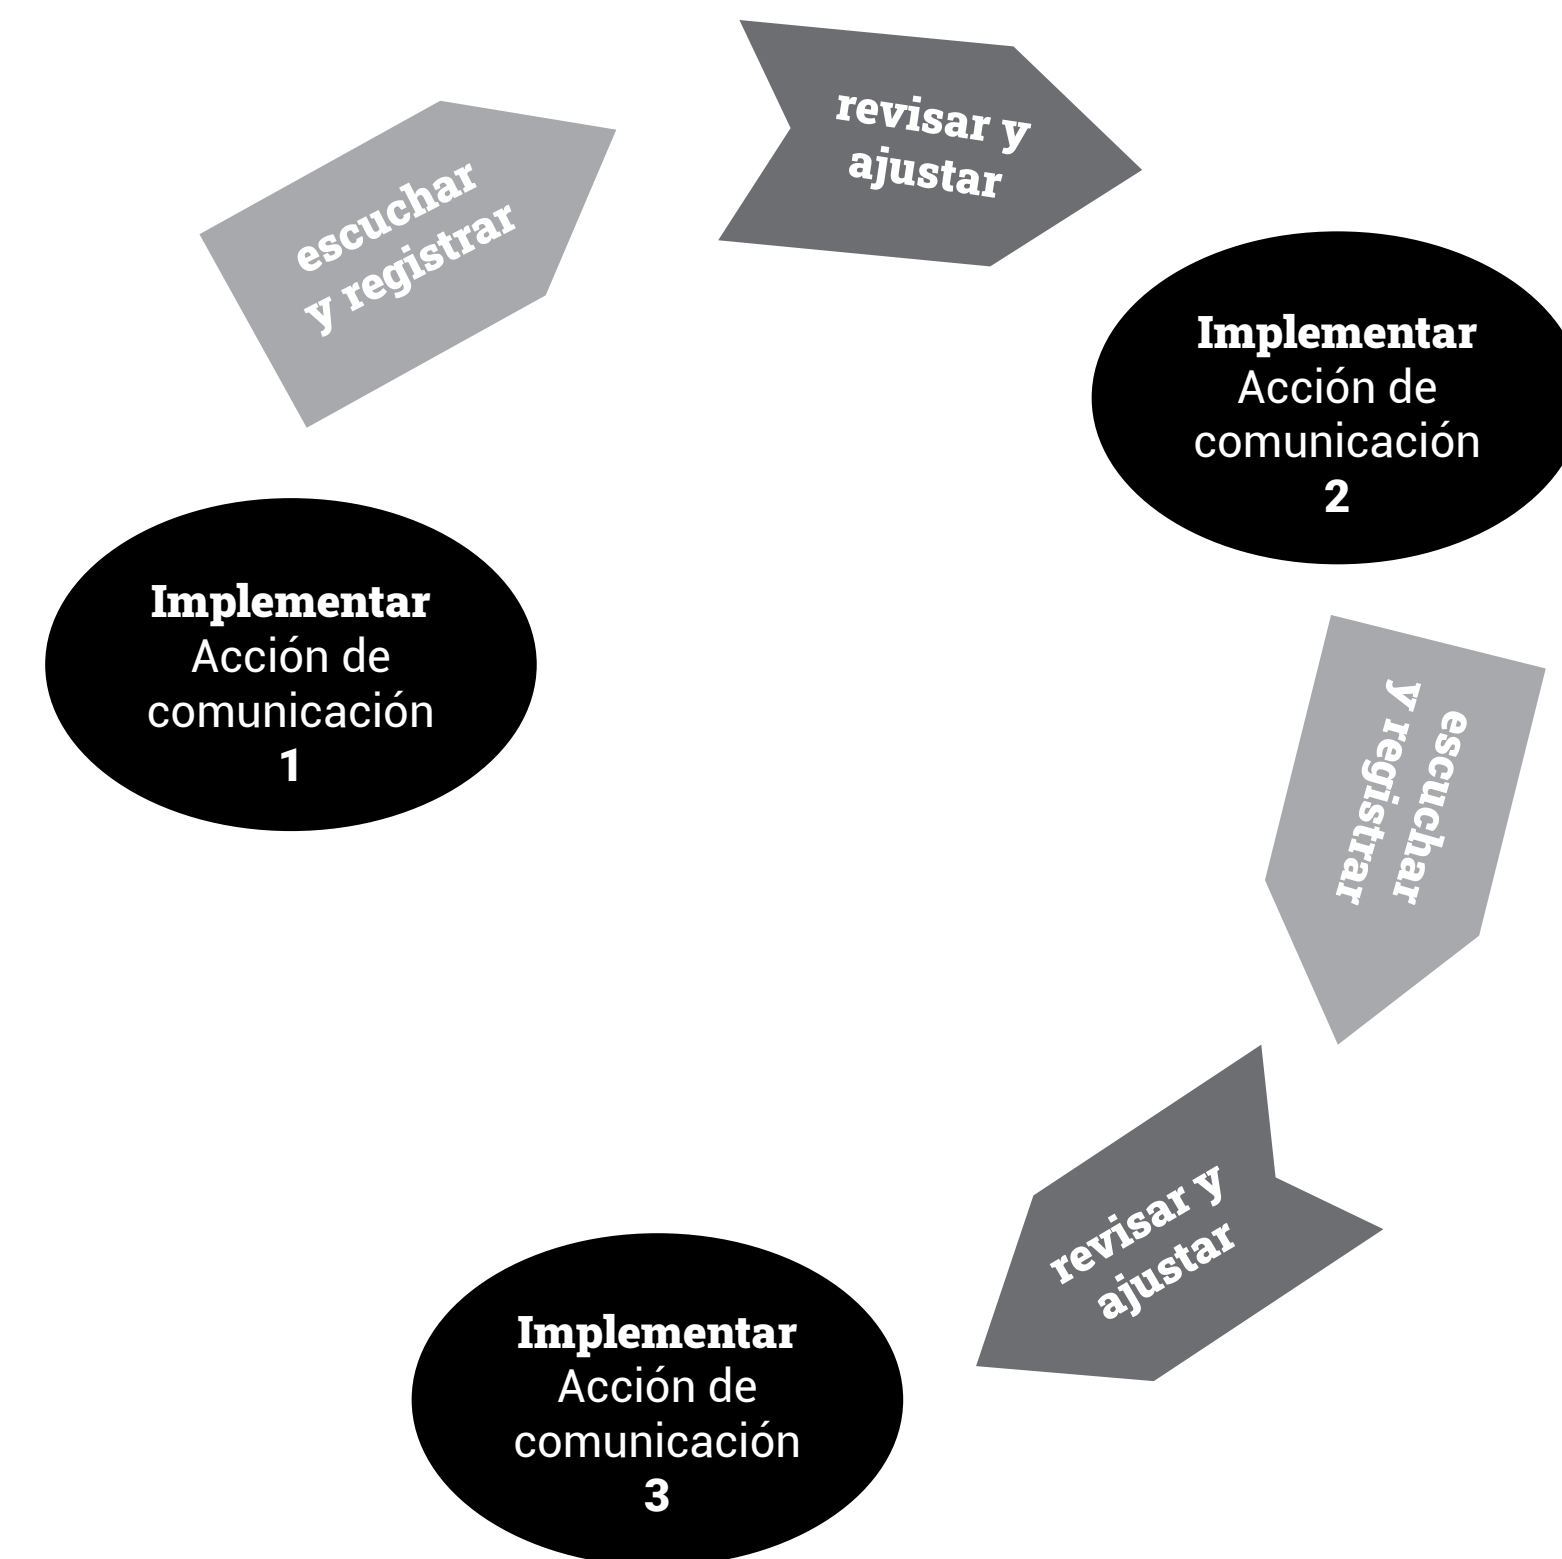 Implementar
Acción de
comunicación
1
escuchar
y registrar
revisar y
ajustar
Implementar
Acción de
comunicación
2
escuchar
y registrar
revisar y
ajustar
Implementar
Acción de
comunicación
3